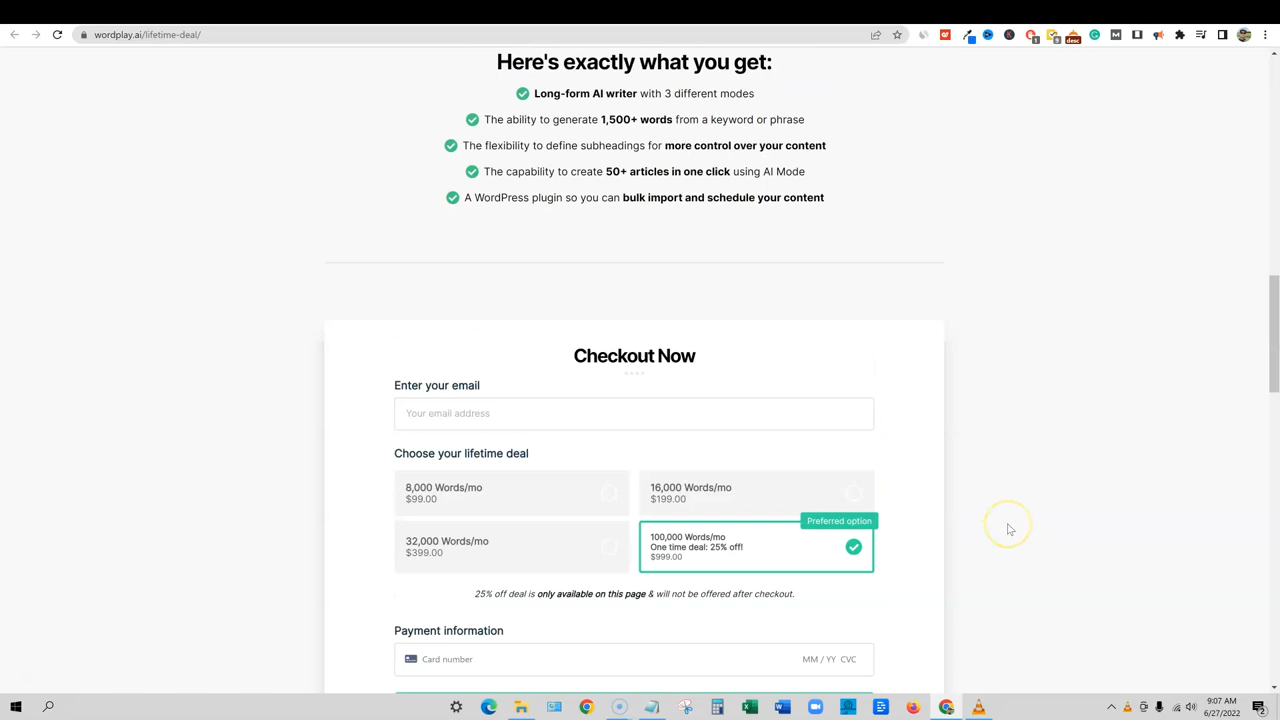 wordplay.ai/lifetime-deal/
Here's exactly what you get:
Long-form AI writer with 3 different modes
The ability to generate 1,500+ words from a keyword or phrase
The flexibility to define subheadings for more control over your content
The capability to create 50+ articles in one click using AI Mode
A WordPress plugin so you can bulk import and schedule your content
Checkout Now
Enter your email
Your email address
Choose your lifetime deal
8,000 Words/mo
$99.00
16,000 Words/mo
$199.00
Preferred option
32,000 Words/mo
$399.00
100,000 Words/mo
One time deal: 25% off!
$999.00
25% off deal is only available on this page & will not be offered after checkout.
Payment information
Card number MM / YY CVC
9:07 AM
6/27/2022